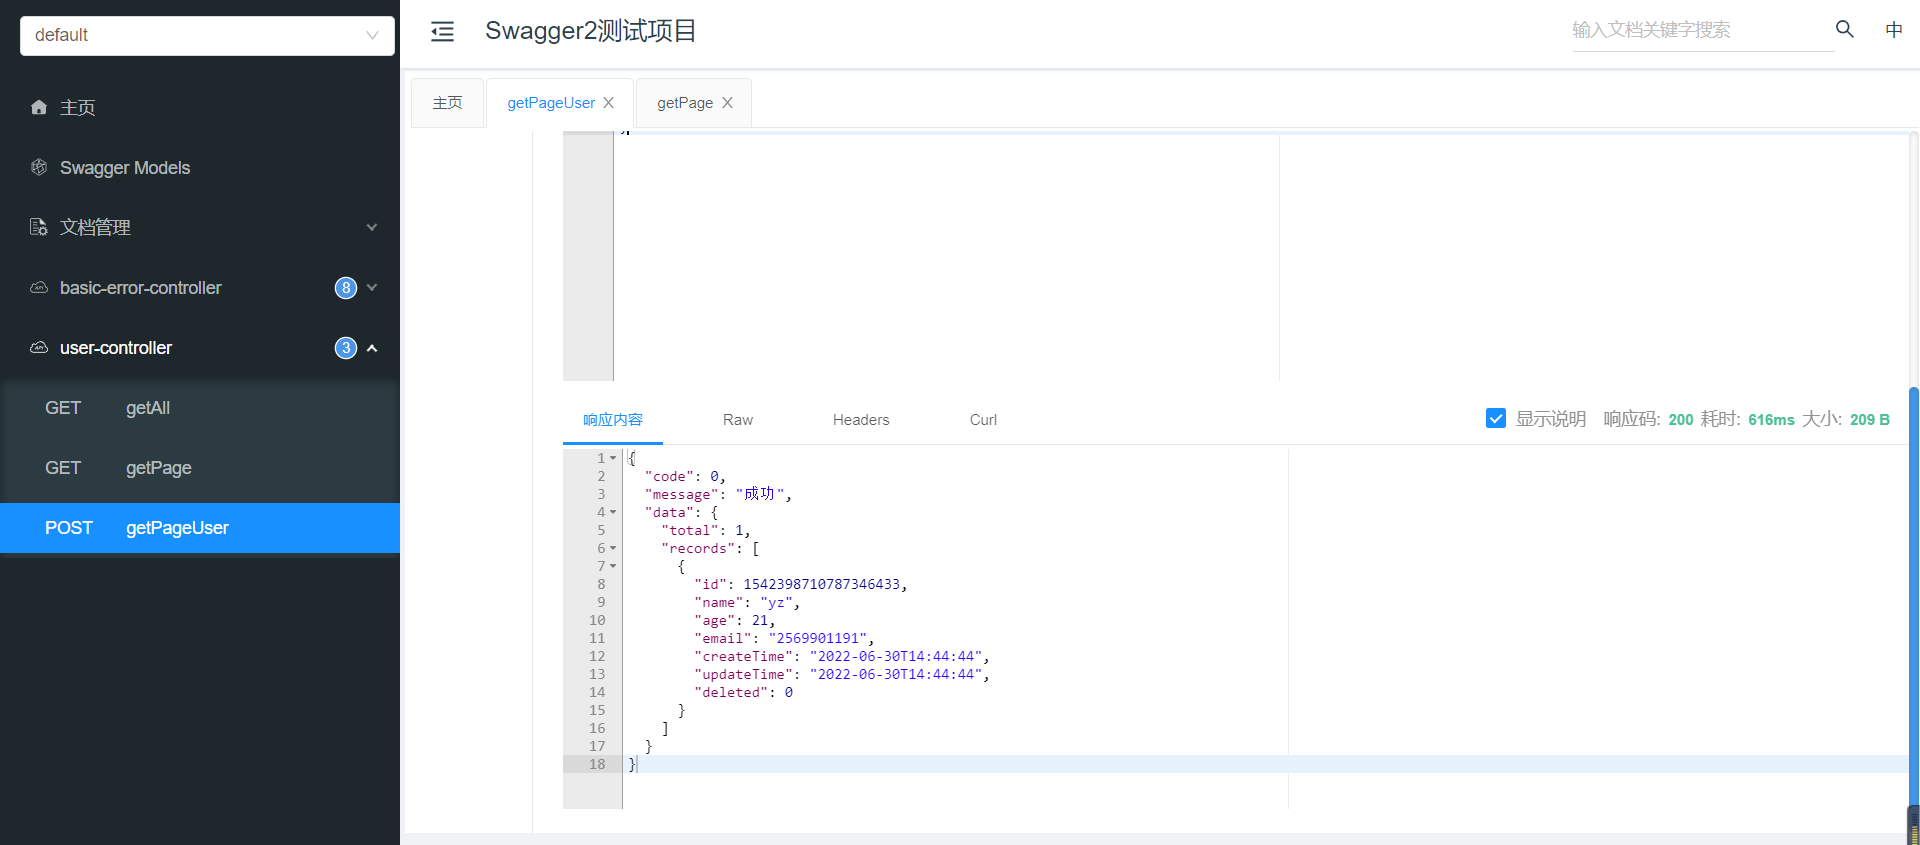 default
主页
Swagger Models
文档管理
basic-error-controller 8
user-controller 3
GET getAll
GET getPage
POST getPageUser
Swagger2测试项目
输入文档关键字搜索
中
主页
getPageUser
getPage
响应内容 Raw Headers Curl
显示说明 响应码: 200 耗时: 616ms 大小: 209 B
1 {
2 "code": 0,
3 "message": "成功",
4 "data": {
5 "total": 1,
6 "records": [
7 {
8 "id": 1542398710787346433,
9 "name": "yz",
10 "age": 21,
11 "email": "2569901191",
12 "createTime": "2022-06-30T14:44:44",
13 "updateTime": "2022-06-30T14:44:44",
14 "deleted": 0
15 }
16 ]
17 }
18 }